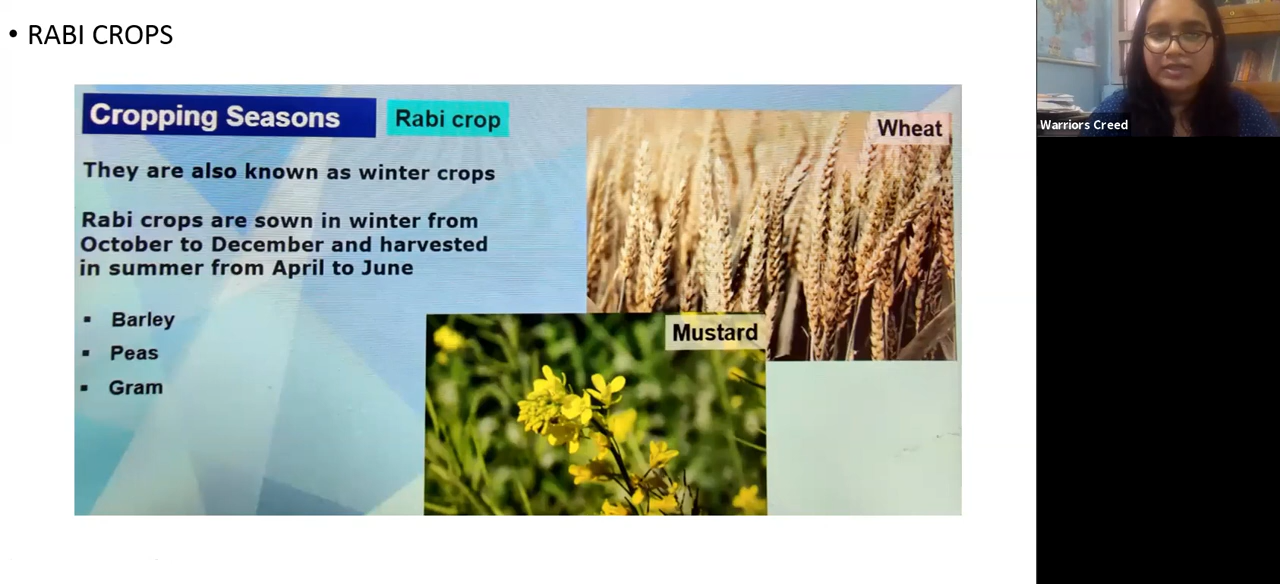 • RABI CROPS
Cropping Seasons
Rabi crop
Wheat
They are also known as winter crops
Rabi crops are sown in winter from
October to December and harvested
in summer from April to June
▪ Barley
▪ Peas
▪ Gram
Mustard
Warriors Creed